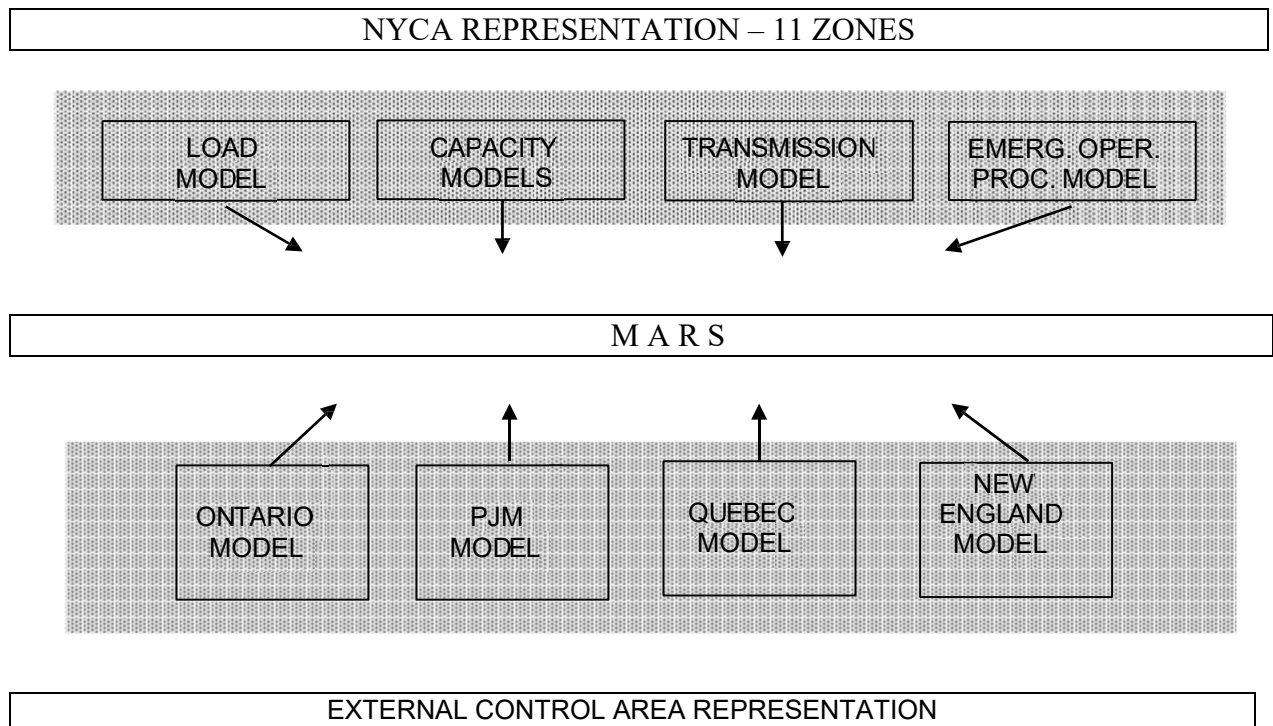 NYCA REPRESENTATION – 11 ZONES
LOAD
MODEL
CAPACITY
MODELS
TRANSMISSION
MODEL
EMERG. OPER.
PROC. MODEL
M A R S
ONTARIO
MODEL
PJM
MODEL
QUEBEC
MODEL
NEW
ENGLAND
MODEL
EXTERNAL CONTROL AREA REPRESENTATION